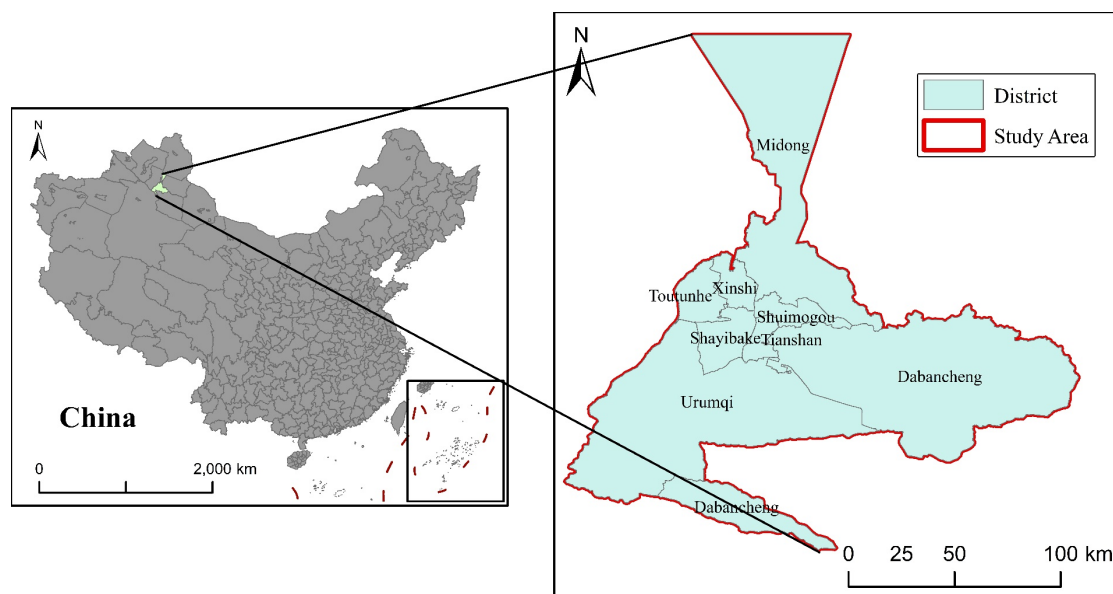 N
China
0 2,000 km
N
District
Study Area
Midong
Xinshi
Toutunhe
Shuimogou
Shayibake
Tianshan
Dabancheng
Urumqi
Dabancheng
0 25 50 100 km